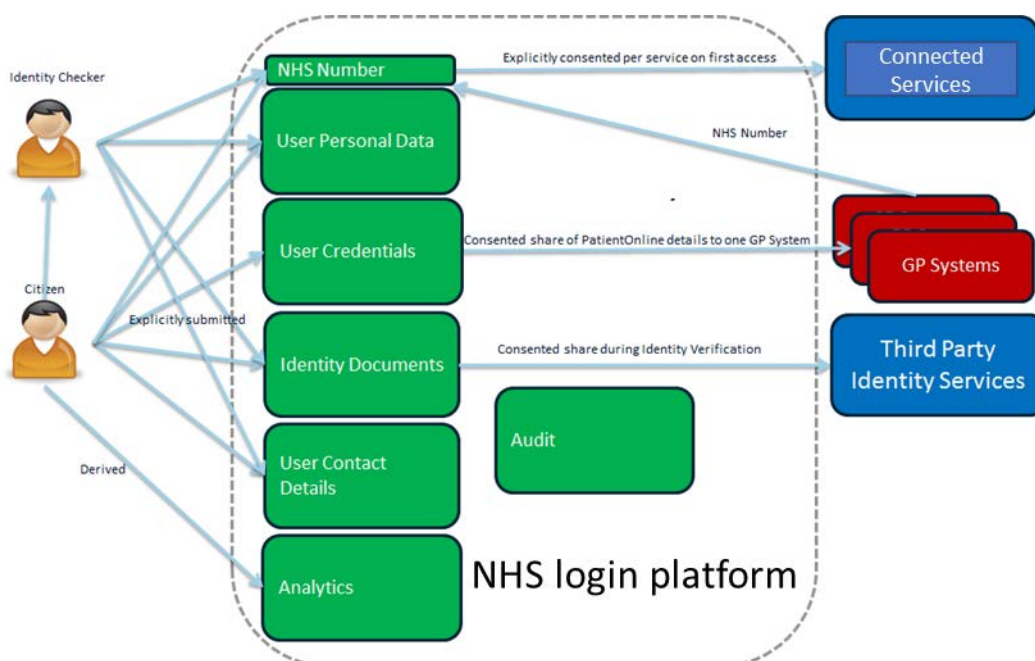 Identity Checker
Citizen
Explicitly submitted
Derived
NHS Number
User Personal Data
User Credentials
Identity Documents
User Contact
Details
Analytics
Audit
NHS login platform
Explicitly consented per service on first access
NHS Number
Consented share of PatientOnline details to one GP System
Consented share during Identity Verification
Connected
Services
GP Systems
Third Party
Identity Services